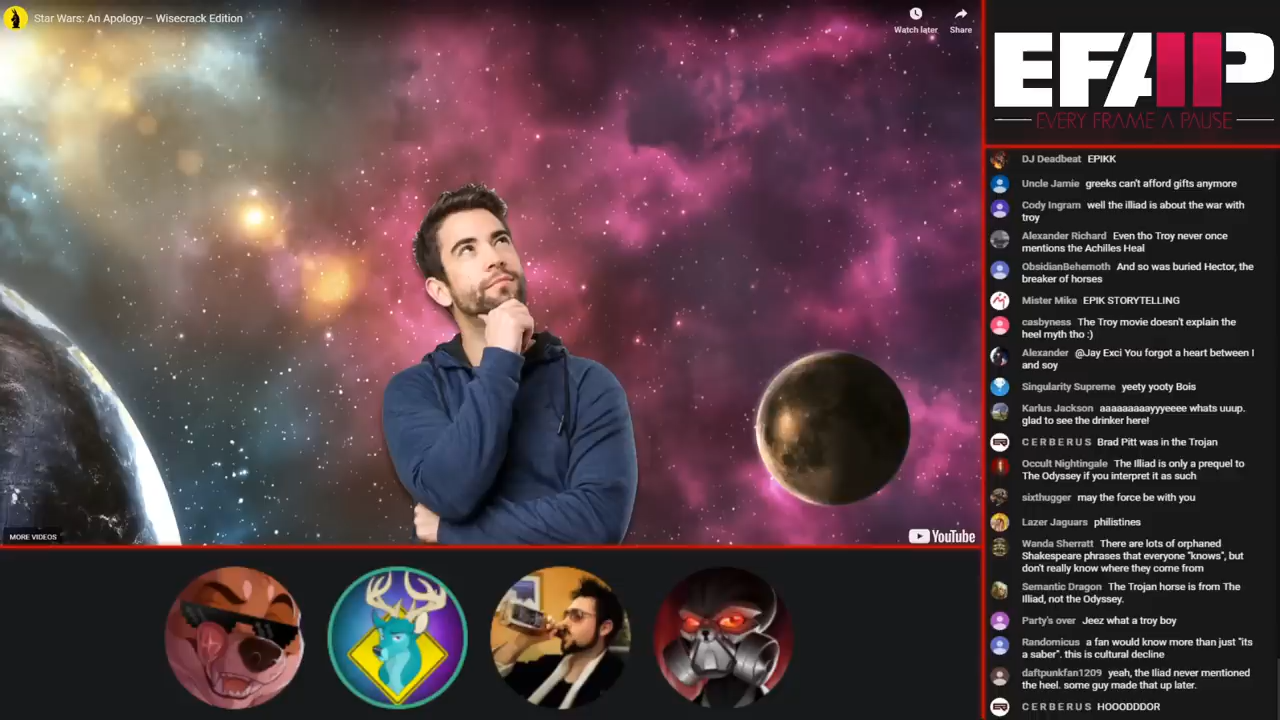 Star Wars: An Apology – Wisecrack Edition
Watch later
Share
MORE VIDEOS
YouTube
EFAP
EVERY FRAME A PAUSE
DJ Deadbeat EPIKK
Uncle Jamie greeks can't afford gifts anymore
Cody Ingram well the illiad is about the war with
troy
Alexander Richard Even tho Troy never once
mentions the Achilles Heal
ObsidianBehemoth And so was buried Hector, the
breaker of horses
Mister Mike EPIK STORYTELLING
casbyness The Troy movie doesn't explain the
heel myth tho :)
Alexander @Jay Exci You forgot a heart between I
and soy
Singularity Supreme yeety yooty Bois
Karlus Jackson aaaaaaaaayyyeeee whats uuup.
glad to see the drinker here!
C E R B E R U S Brad Pitt was in the Trojan
Occult Nightingale The Illiad is only a prequel to
The Odyssey if you interpret it as such
sixthugger may the force be with you
Lazer Jaguars philistines
Wanda Sherratt There are lots of orphaned
Shakespeare phrases that everyone "knows", but
don't really know where they come from
Semantic Dragon The Trojan horse is from The
Illiad, not the Odyssey.
Party's over Jeez what a troy boy
Randomicus a fan would know more than just "its
a saber". this is cultural decline
daftpunkfan1209 yeah, the Iliad never mentioned
the heel. some guy made that up later.
C E R B E R U S HOOODDDOR